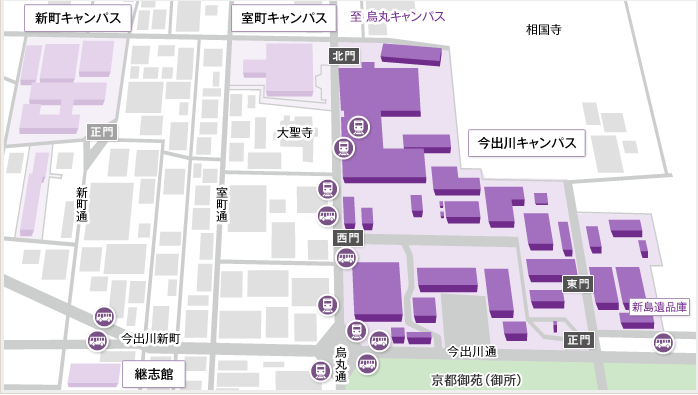 新町キャンパス
室町キャンパス
至 烏丸キャンパス
相国寺
北門
正門
大聖寺
今出川キャンパス
新町通
室町通
西門
東門
新島遺品庫
今出川新町
正門
烏丸通
今出川通
継志館
京都御苑（御所）